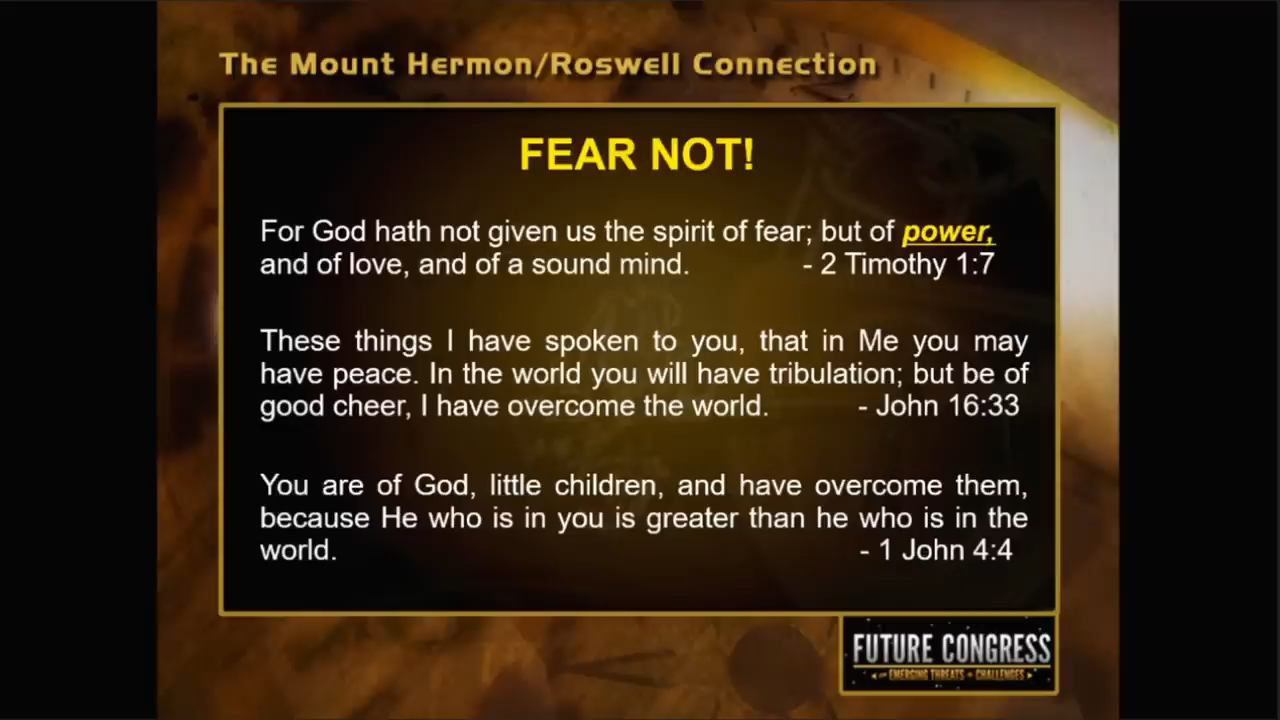 The Mount Hermon/Roswell Connection
FEAR NOT!
For God hath not given us the spirit of fear; but of power,
and of love, and of a sound mind. - 2 Timothy 1:7
These things I have spoken to you, that in Me you may
have peace. In the world you will have tribulation; but be of
good cheer, I have overcome the world. - John 16:33
You are of God, little children, and have overcome them,
because He who is in you is greater than he who is in the
world. - 1 John 4:4
FUTURE CONGRESS
EMERGING THREATS + CHALLENGES